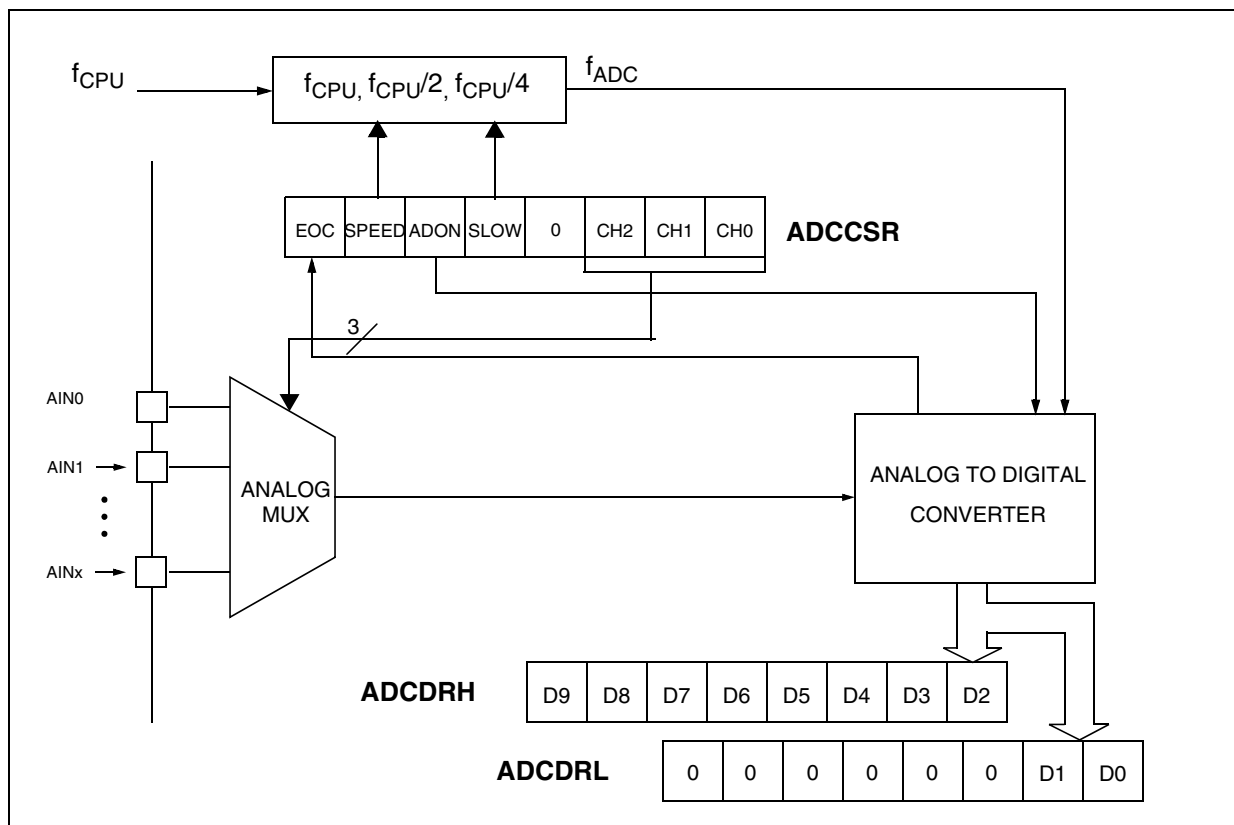 fCPU
fCPU, fCPU/2, fCPU/4
fADC
EOC SPEED ADON SLOW 0 CH2 CH1 CH0
ADCCSR
3
AIN0
AIN1
AINx
ANALOG
MUX
ANALOG TO DIGITAL
CONVERTER
ADCDRH
D9 D8 D7 D6 D5 D4 D3 D2
ADCDRL
0 0 0 0 0 0 D1 D0